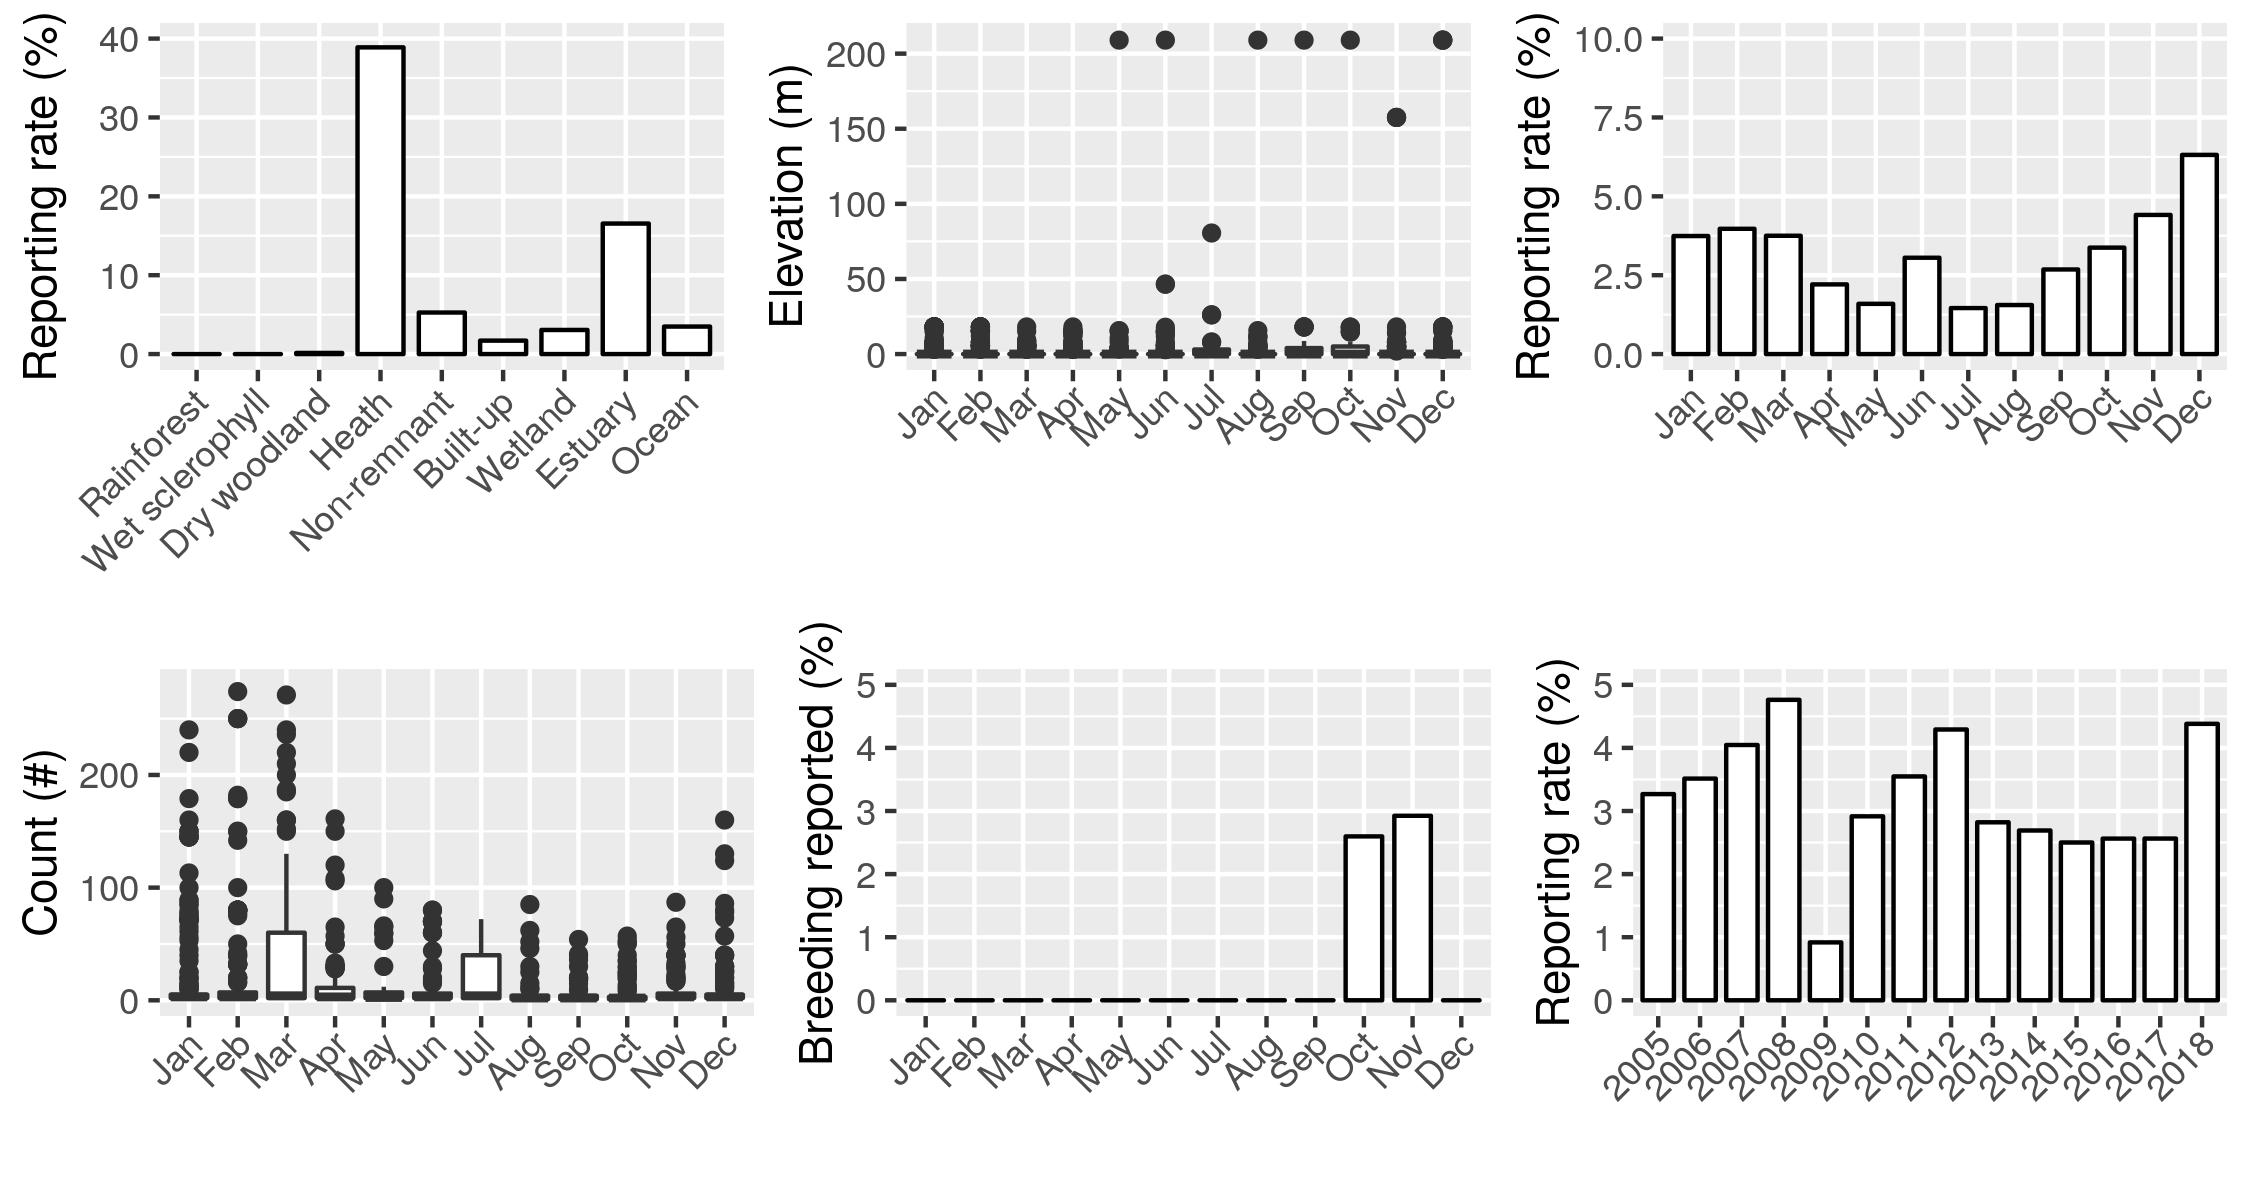 Reporting rate (%)
40
30
20
10
0
Rainforest
Wet sclerophyll
Dry woodland
Heath
Non-remnant
Built-up
Wetland
Estuary
Ocean
Elevation (m)
200
150
100
50
0
Jan
Feb
Mar
Apr
May
Jun
Jul
Aug
Sep
Oct
Nov
Dec
Reporting rate (%)
10.0
7.5
5.0
2.5
0.0
Jan
Feb
Mar
Apr
May
Jun
Jul
Aug
Sep
Oct
Nov
Dec
Count (#)
200
100
0
Jan
Feb
Mar
Apr
May
Jun
Jul
Aug
Sep
Oct
Nov
Dec
Breeding reported (%)
5
4
3
2
1
0
Jan
Feb
Mar
Apr
May
Jun
Jul
Aug
Sep
Oct
Nov
Dec
Reporting rate (%)
5
4
3
2
1
0
2005
2006
2007
2008
2009
2010
2011
2012
2013
2014
2015
2016
2017
2018